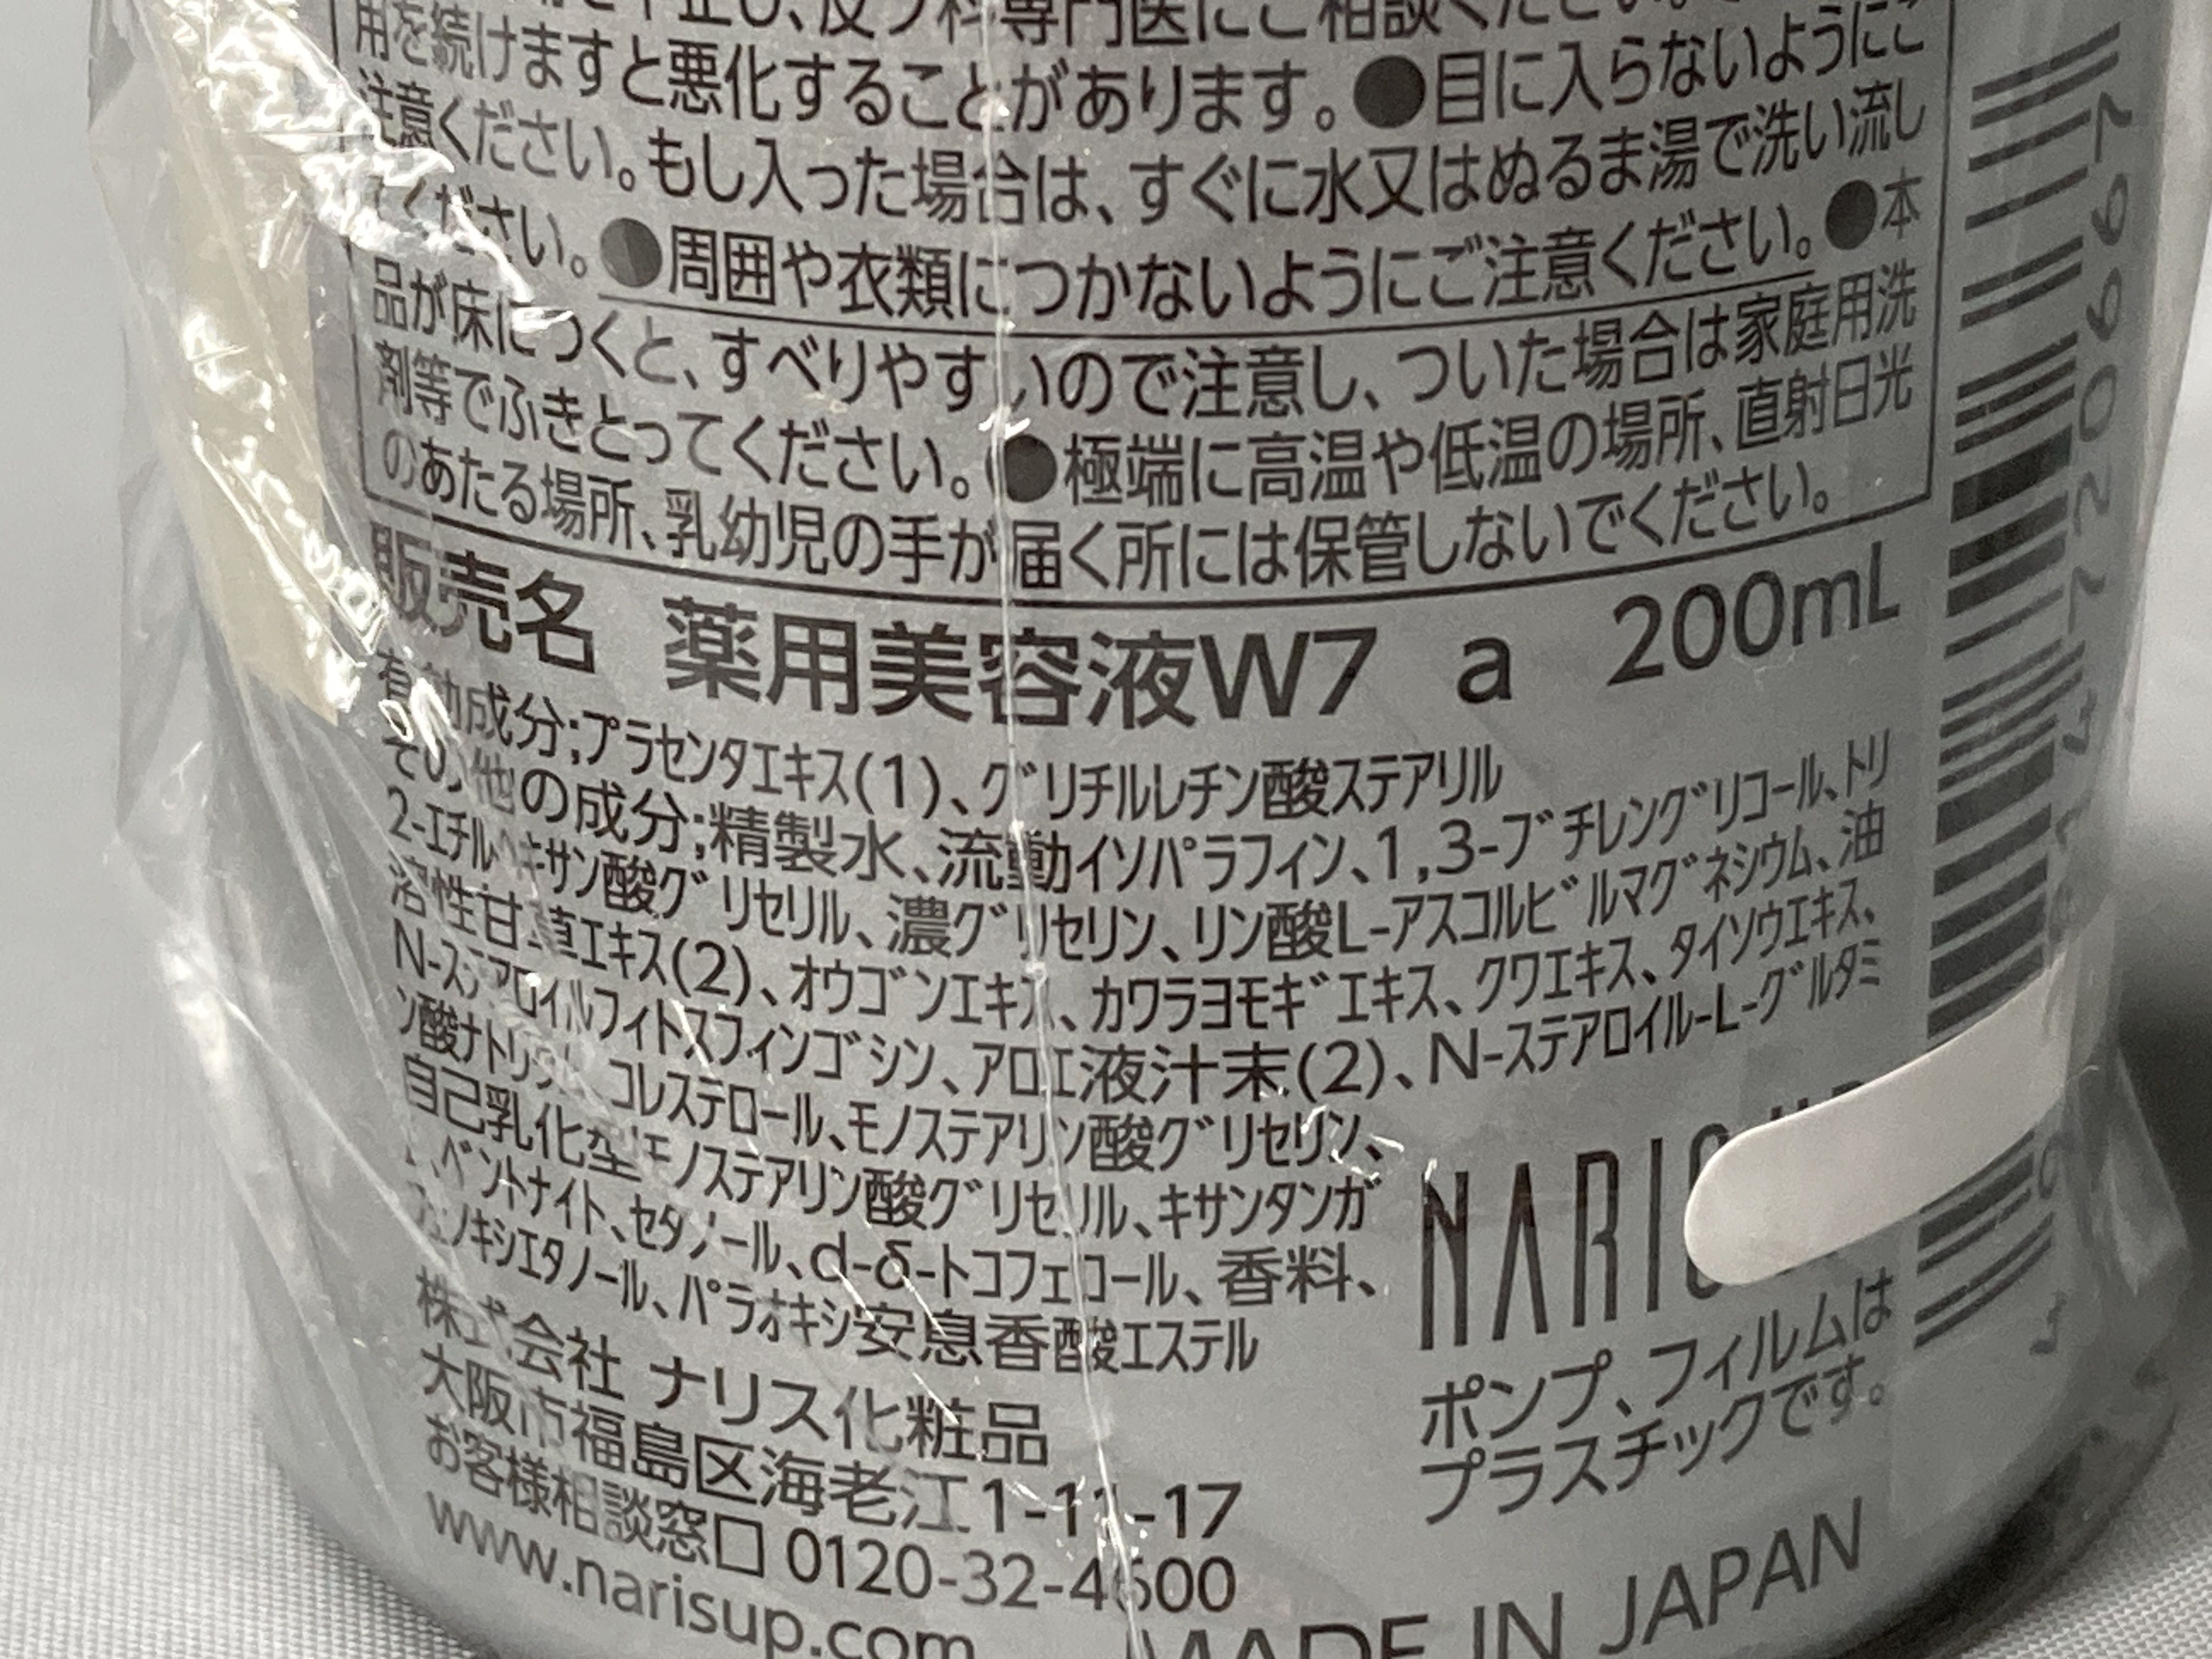 専門医にご相談ください。
用を続けますと悪化することがあります。●目に入らないようにご
注意ください。もし入った場合は、すぐに水又はぬるま湯で洗い流し
てください。●周囲や衣類につかないようにご注意ください。●本
品が床につくと、すべりやすいので注意し、ついた場合は家庭用洗
剤等でふきとってください。●極端に高温や低温の場所、直射日光
のあたる場所、乳幼児の手が届く所には保管しないでください。
販売名 薬用美容液W7 a 200mL
有効成分;プラセンタエキス(1)、グリチルレチン酸ステアリル
その他の成分;精製水、流動イソパラフィン、1,3-ブチレングリコール、トリ
2-エチルヘキサン酸グリセリル、濃グリセリン、リン酸L-アスコルビルマグネシウム、油
溶性甘草エキス(2)、オウゴンエキス、カワラヨモギエキス、クワエキス、タイソウエキス、
N-ステアロイルフィトスフィンゴシン、アロエ液汁末(2)、N-ステアロイル-L-グルタミ
ン酸ナトリウム、コレステロール、モノステアリン酸グリセリン、
自己乳化型モノステアリン酸グリセリル、キサンタンガ
ム、ベントナイト、セタノール、d-δ-トコフェロール、香料、
フェノキシエタノール、パラオキシ安息香酸エステル
株式会社 ナリス化粧品
大阪市福島区海老江1-11-17
お客様相談窓口 0120-32-4600
www.narisup.com
ポンプ、フィルムは
プラスチックです。
MADE IN JAPAN